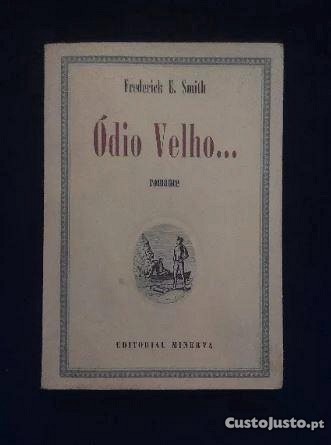 Frederick E. Smith
Ódio Velho...
romance
EDITORIAL MINERVA
CustoJusto.pt